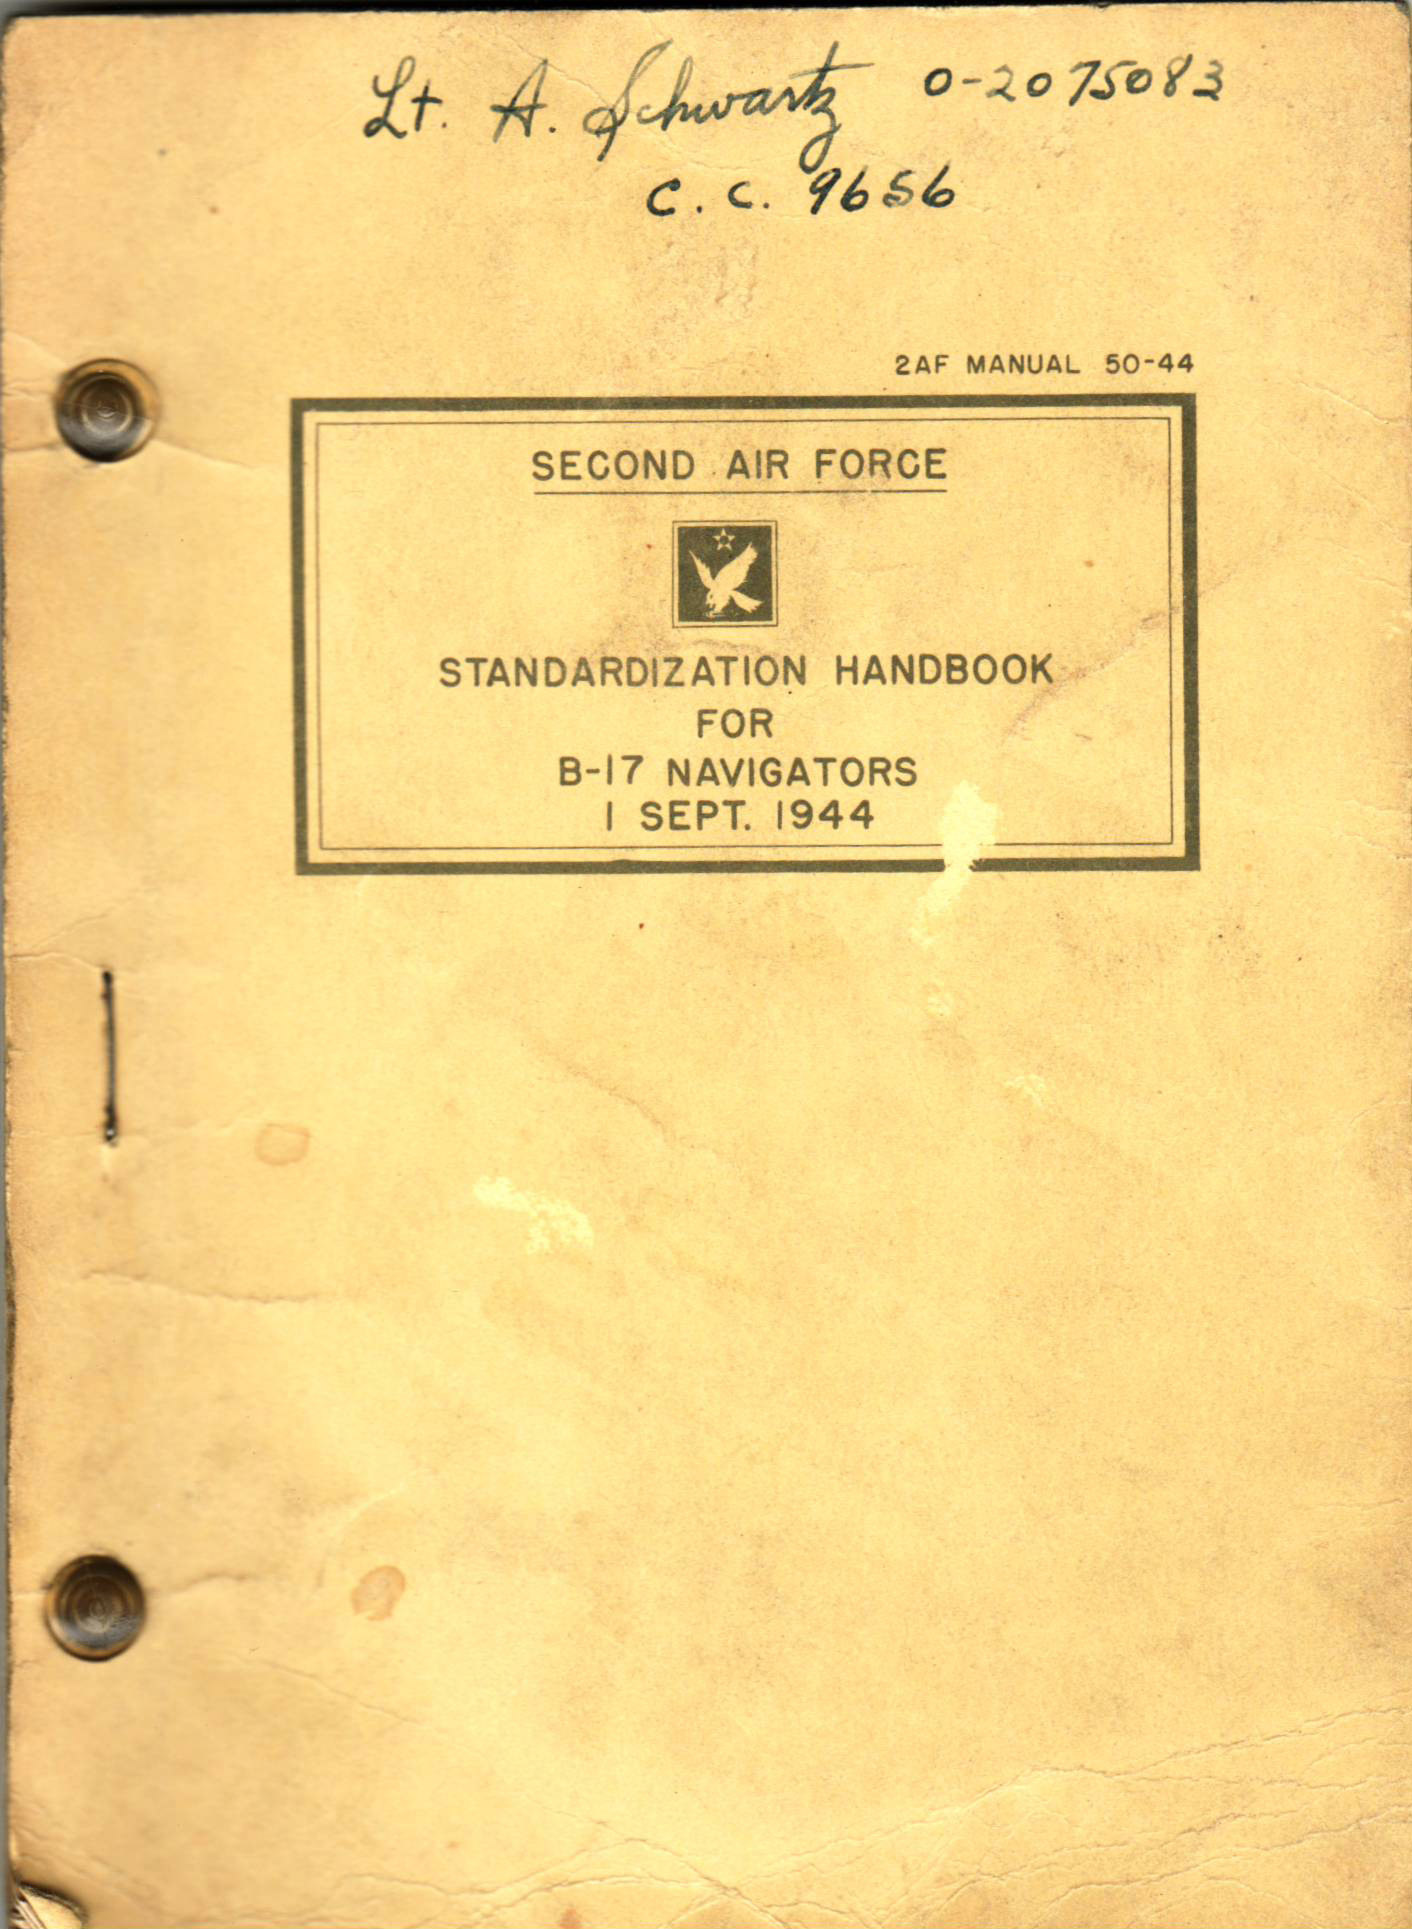 Lt. A. Schwartz 0-2075083
C.C. 9656
2AF MANUAL 50-44
SECOND AIR FORCE
STANDARDIZATION HANDBOOK
FOR
B-17 NAVIGATORS
1 SEPT. 1944